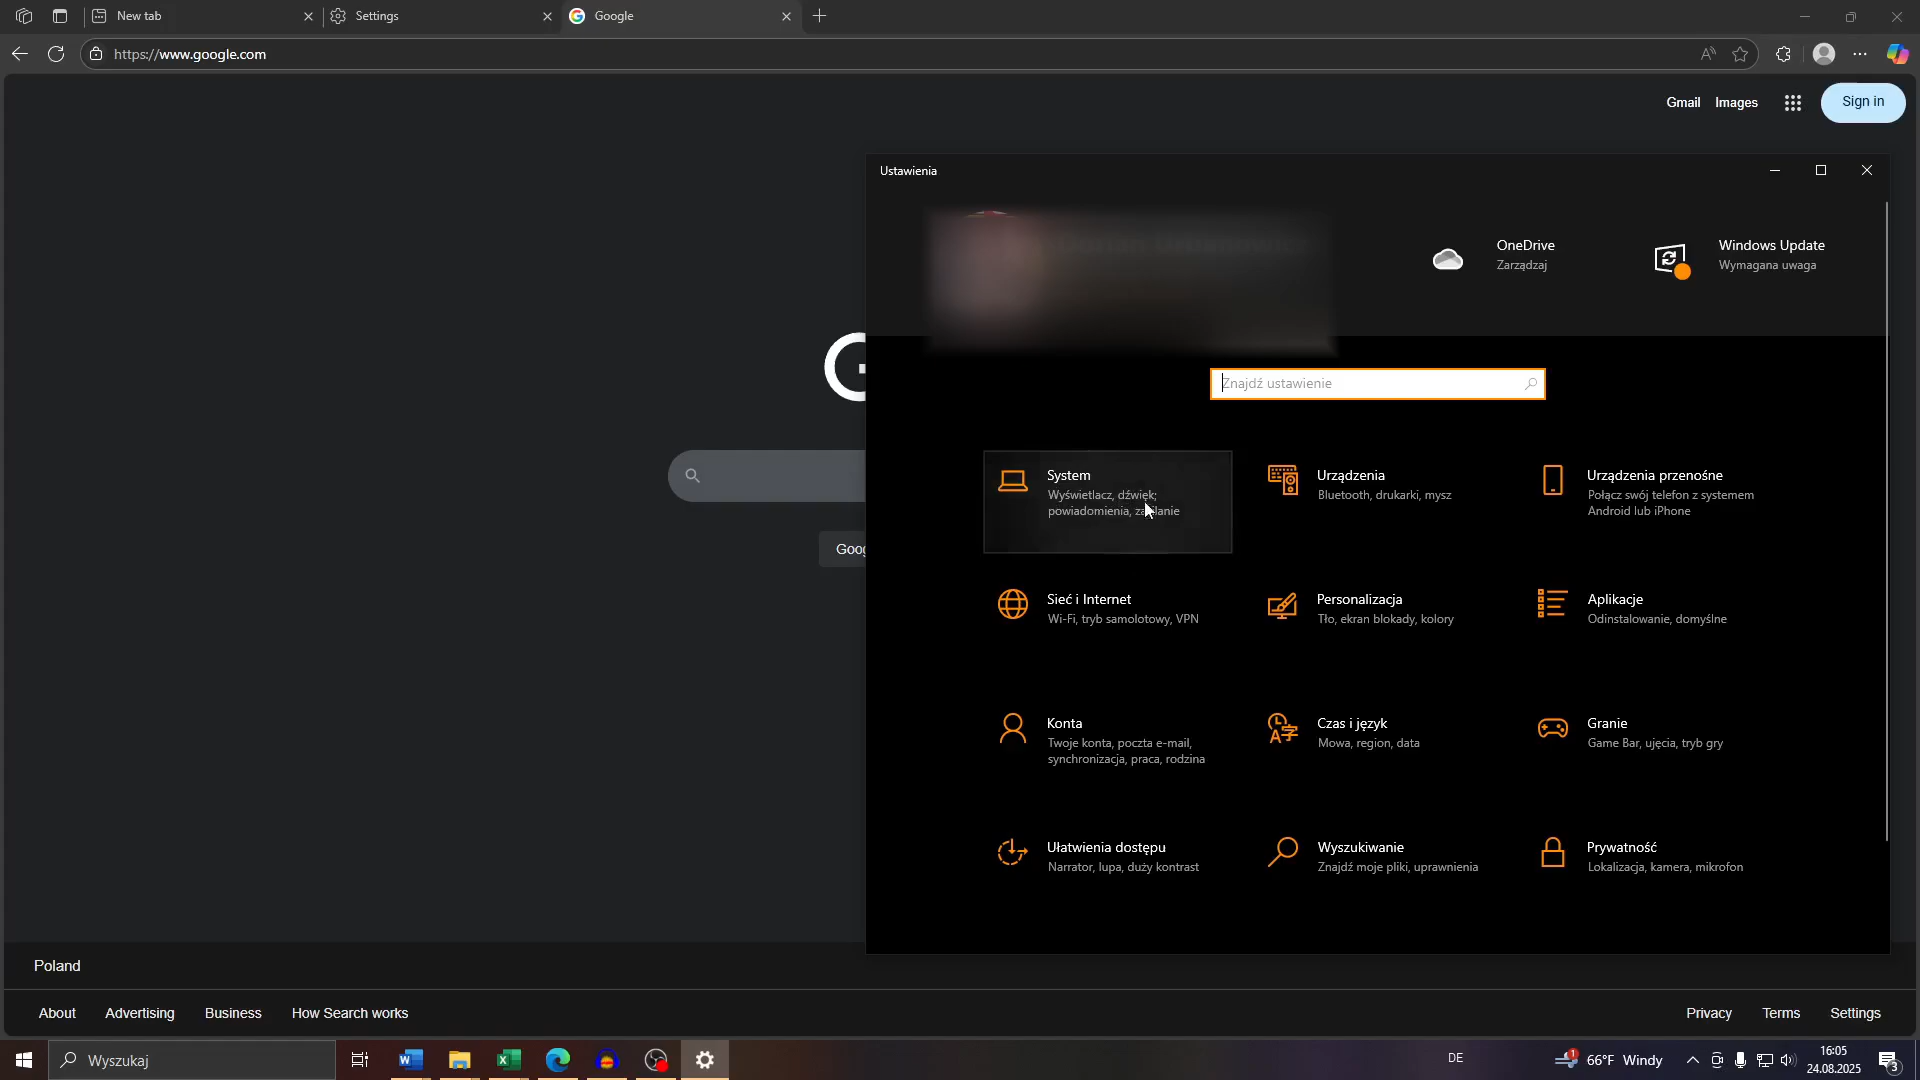 New tab
Settings
Google
https://www.google.com
Gmail
Images
Sign in
Ustawienia
OneDrive
Zarządzaj
Windows Update
Wymagana uwaga
Znajdź ustawienie
System
Wyświetlacz, dźwięk;
powiadomienia, zasilanie
Urządzenia
Bluetooth, drukarki, mysz
Urządzenia przenośne
Połącz swój telefon z systemem
Android lub iPhone
Goog
Sieć i Internet
Wi-Fi, tryb samolotowy, VPN
Personalizacja
Tło, ekran blokady, kolory
Aplikacje
Odinstalowanie, domyślne
Konta
Twoje konta, poczta e-mail,
synchronizacja, praca, rodzina
Czas i język
Mowa, region, data
Granie
Game Bar, ujęcia, tryb gry
Ułatwienia dostępu
Narrator, lupa, duży kontrast
Wyszukiwanie
Znajdź moje pliki, uprawnienia
Prywatność
Lokalizacja, kamera, mikrofon
Poland
About
Advertising
Business
How Search works
Privacy
Terms
Settings
Wyszukaj
DE
1
66°F Windy
16:05
24.08.2025
3